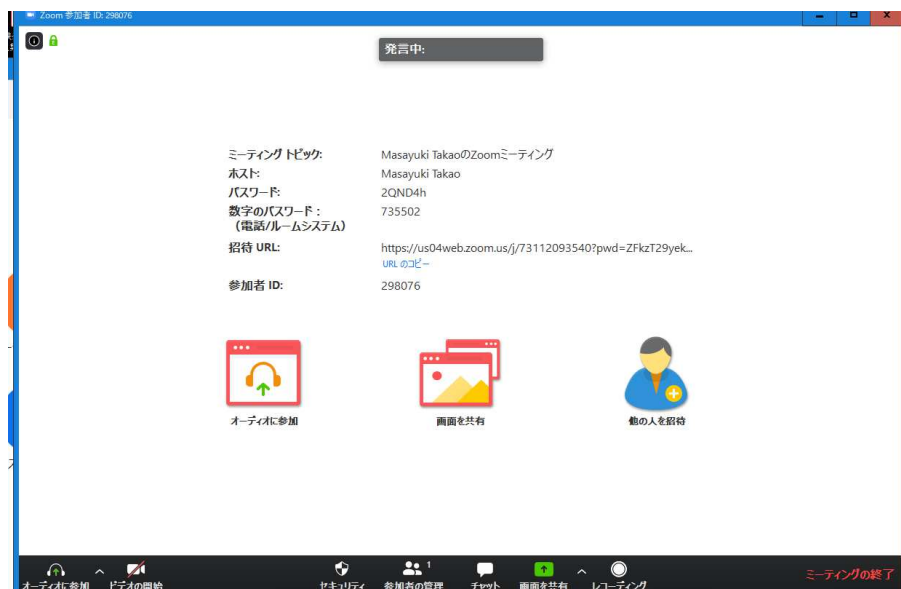 Zoom 参加者 ID: 298076
発言中:
ミーティング トピック: Masayuki TakaoのZoomミーティング
ホスト: Masayuki Takao
パスワード: 2QND4h
数字のパスワード: 735502
（電話/ルームシステム）
招待 URL: https://us04web.zoom.us/j/73112093540?pwd=ZFkzT29yek...
URL のコピー
参加者 ID: 298076
オーディオに参加 画面を共有 他の人を招待
オーディオに参加 ビデオの開始 セキュリティ 参加者の管理 1 チャット 画面を共有 レコーディング ミーティングの終了